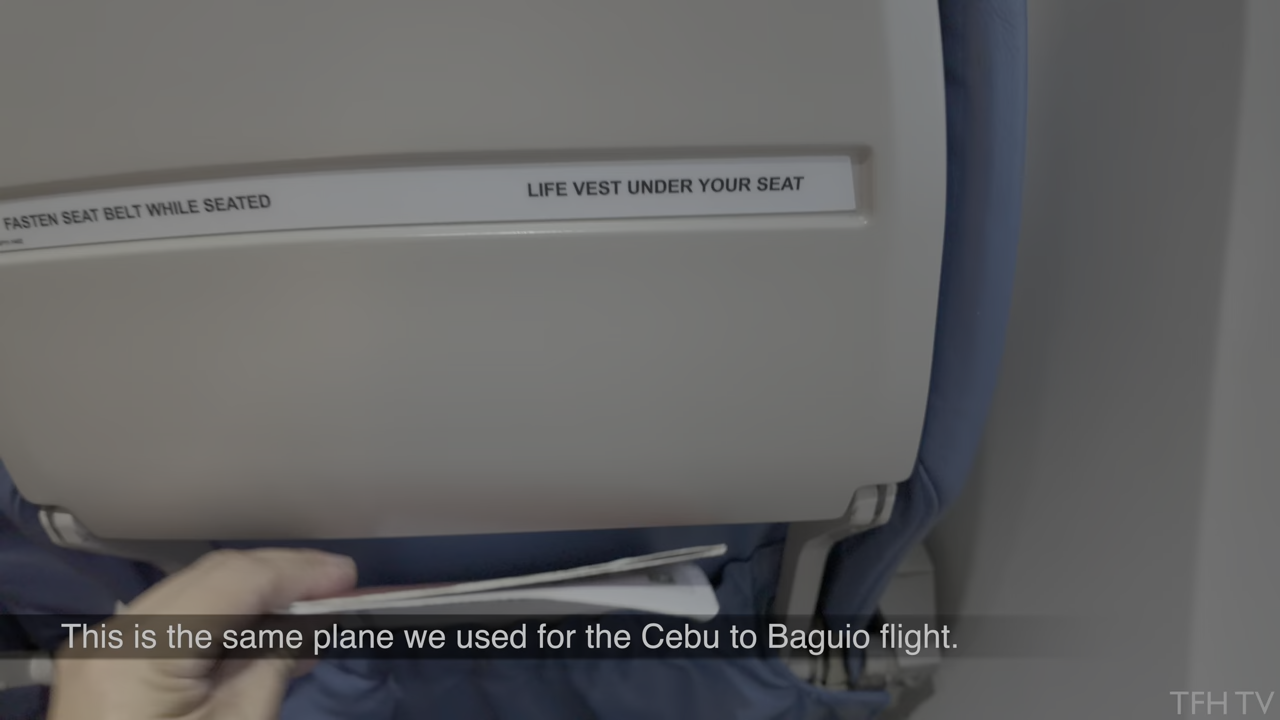 LIFE VEST UNDER YOUR SEAT
FASTEN SEAT BELT WHILE SEATED
This is the same plane we used for the Cebu to Baguio flight.
TFH TV